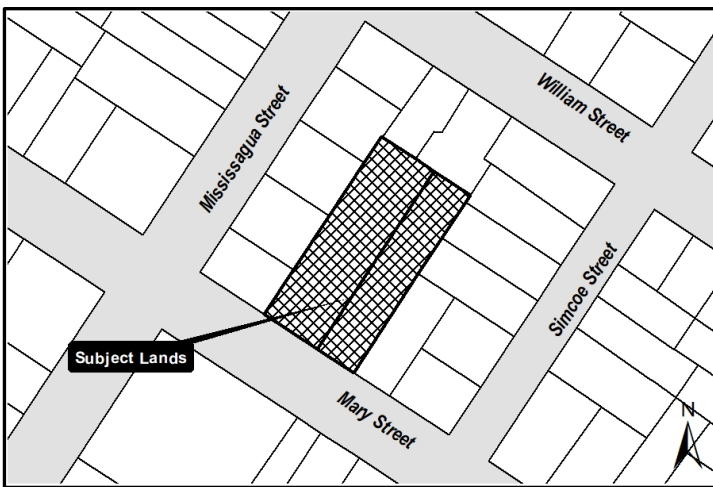 William Street
Mississagua Street
Simcoe Street
Subject Lands
Mary Street
N